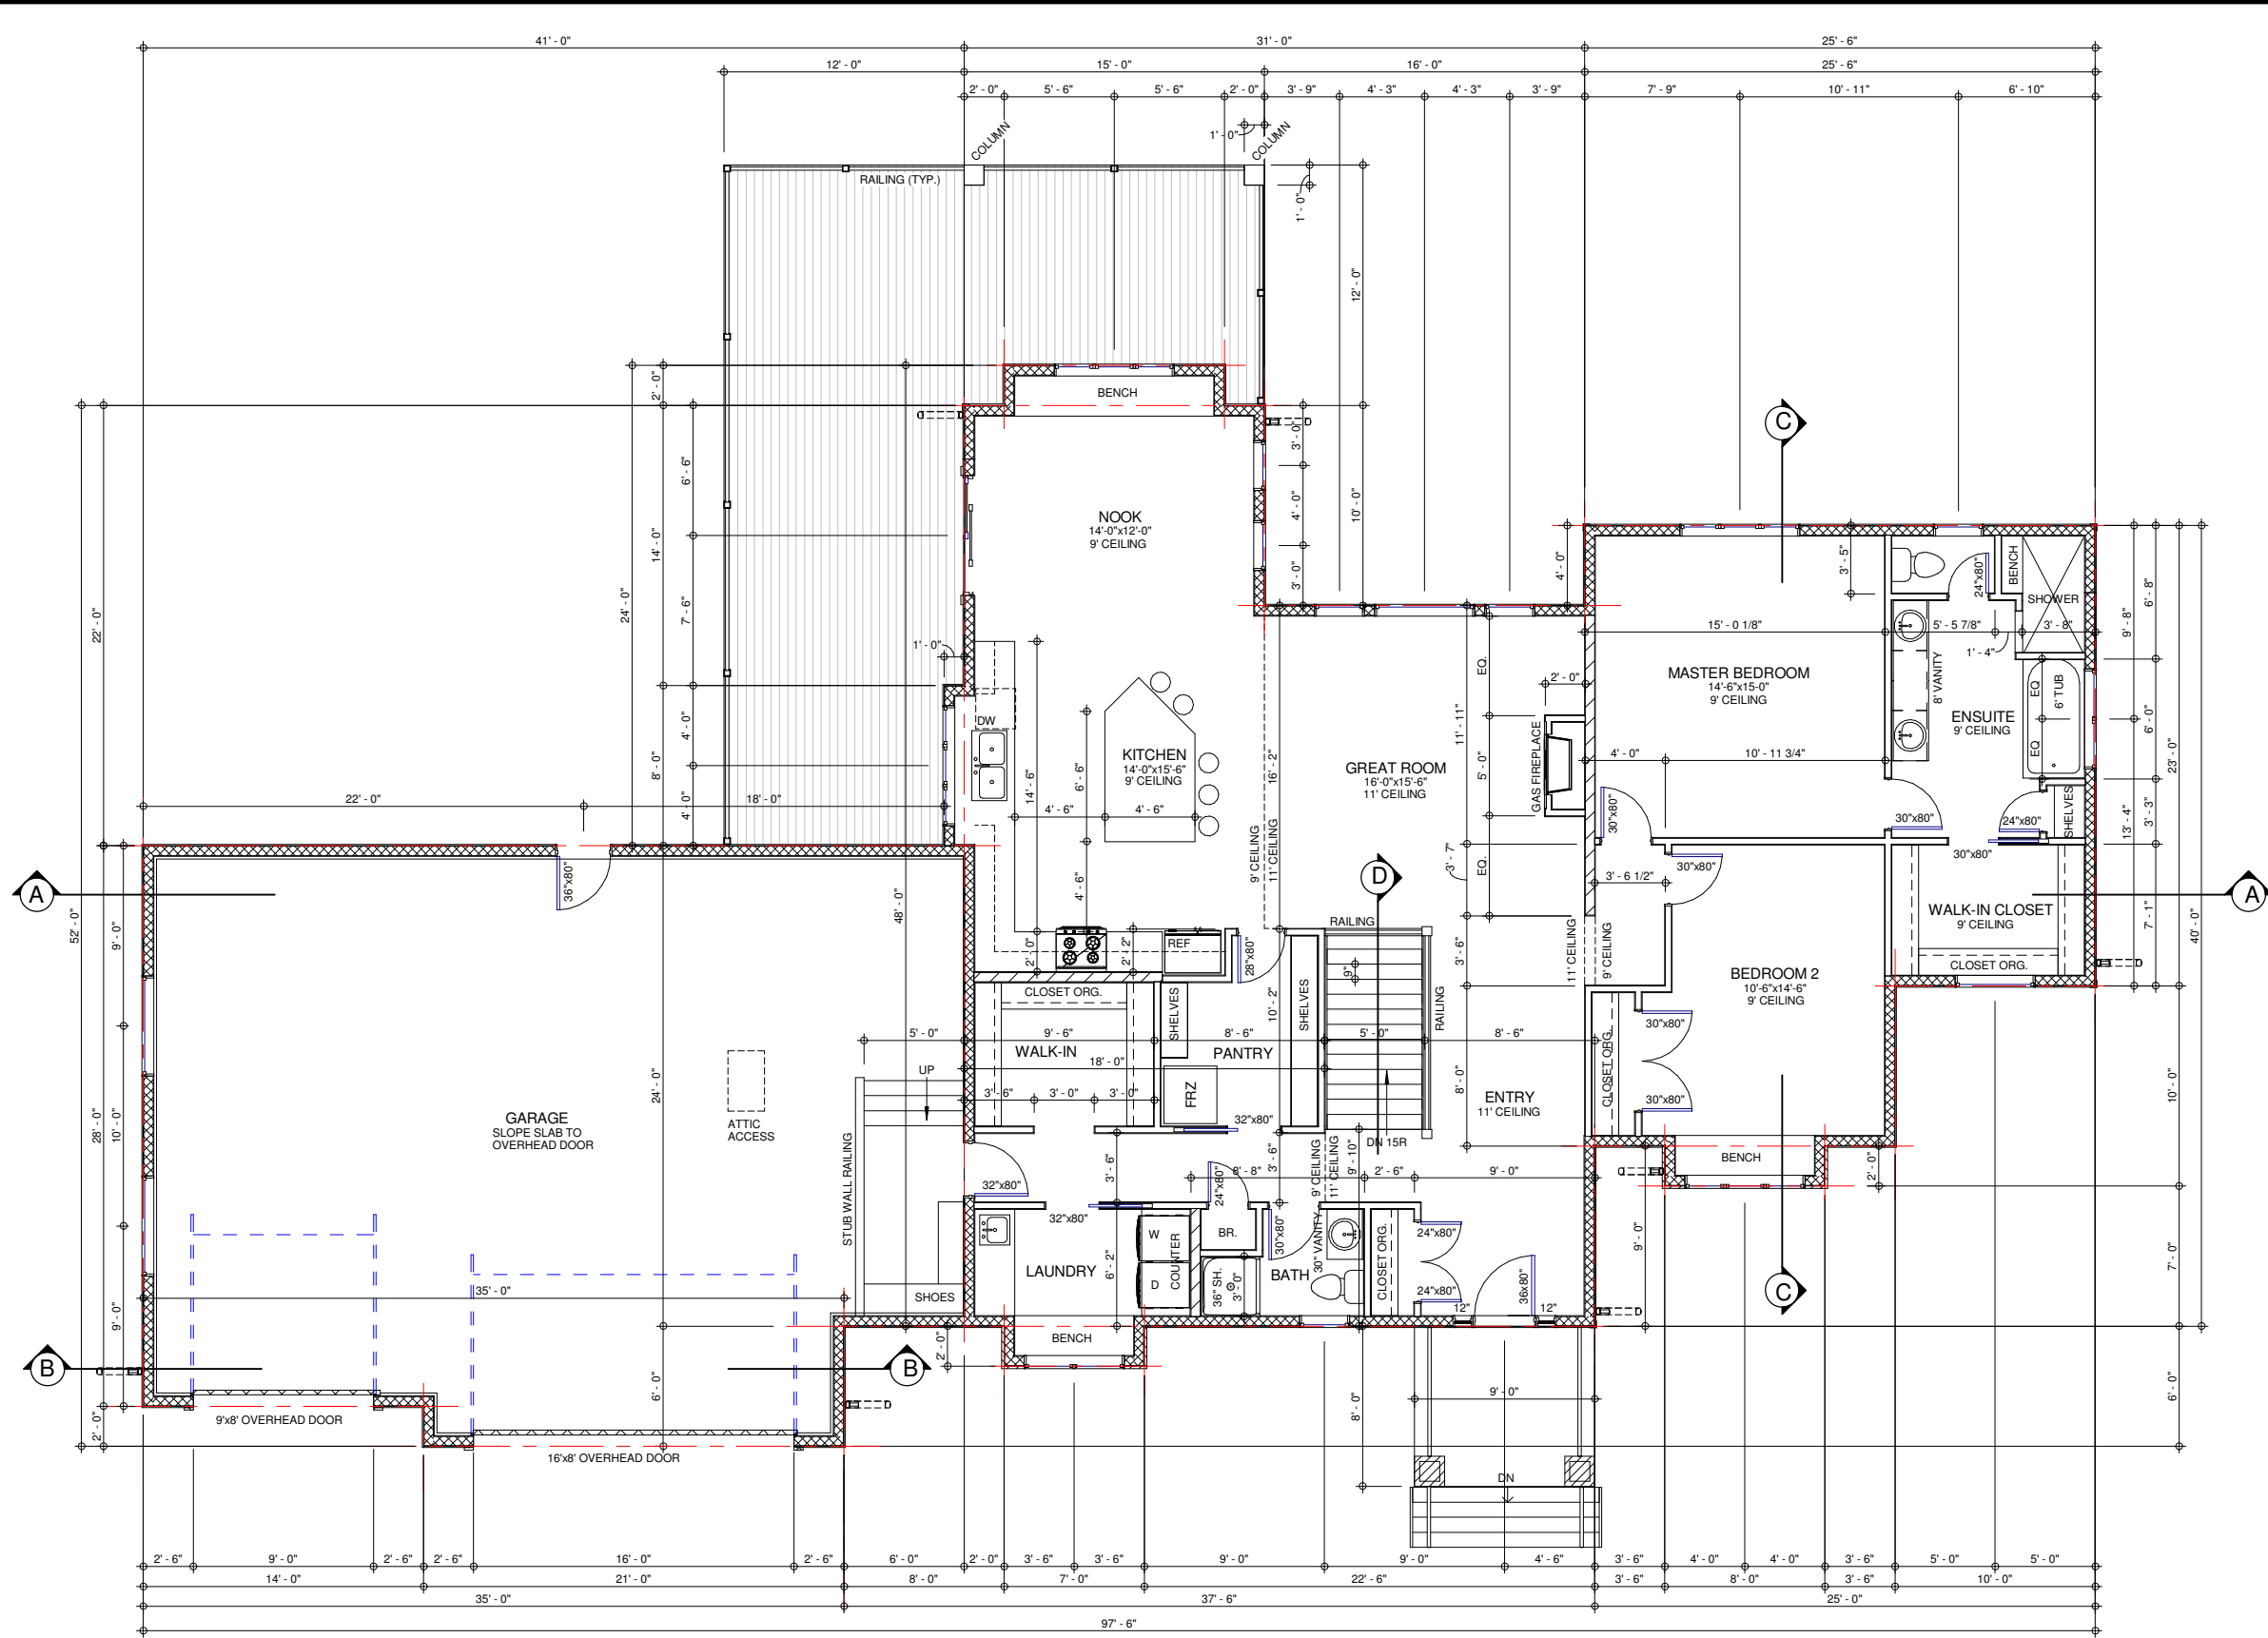 41' - 0"
31' - 0"
25' - 6"
12' - 0"
15' - 0"
16' - 0"
25' - 6"
2' - 0"
5' - 6"
5' - 6"
2' - 0"
3' - 9"
4' - 3"
4' - 3"
3' - 9"
7' - 9"
10' - 11"
6' - 10"
COLUMN
1' - 0"
COLUMN
RAILING (TYP.)
1' - 0"
12' - 0"
2' - 0"
BENCH
C
3' - 0"
6' - 6"
4' - 0"
10' - 0"
NOOK
14'-0"x12'-0"
9' CEILING
14' - 0"
24' - 0"
22' - 0"
7' - 6"
3' - 0"
4' - 0"
3' - 5"
24"x80"
BENCH
SHOWER
6' - 8"
9' - 8"
1' - 0"
15' - 0 1/8"
5' - 5 7/8"
3' - 8"
1' - 4"
EQ.
2' - 0"
MASTER BEDROOM
14'-6"x15-0"
9' CEILING
8' VANITY
EQ
6' TUB
ENSUITE
9' CEILING
EQ
6' - 0"
23' - 0"
DW
4' - 0"
8' - 0"
4' - 0"
14' - 6"
6' - 6"
KITCHEN
14'-0"x15'-6"
9' CEILING
16' - 2"
GREAT ROOM
16'-0"x15'-6"
11' CEILING
11' - 11"
5' - 0"
GAS FIREPLACE
4' - 0"
10' - 11 3/4"
22' - 0"
18' - 0"
4' - 6"
4' - 6"
30"x80"
30"x80"
24"x80"
SHELVES
3' - 3"
13' - 4"
9' CEILING
11' CEILING
3' - 7"
EQ.
30"x80"
30"x80"
3' - 6 1/2"
A
36"x80"
D
A
52' - 0"
9' - 0"
48' - 0"
4' - 6"
RAILING
WALK-IN CLOSET
9' CEILING
7' - 1"
40' - 0"
2' - 0"
2' - 2"
REF
28"x80"
9"
3' - 6"
11' CEILING
9' CEILING
CLOSET ORG.
BEDROOM 2
10'-6"x14'-6"
9' CEILING
CLOSET ORG.
SHELVES
10' - 2"
SHELVES
RAILING
30"x80"
5' - 0"
9' - 6"
8' - 6"
5' - 0"
8' - 6"
WALK-IN
PANTRY
18' - 0"
UP
FRZ
3' - 6"
3' - 0"
3' - 0"
8' - 0"
ENTRY
11' CEILING
CLOSET ORG.
30"x80"
10' - 0"
24' - 0"
GARAGE
SLOPE SLAB TO
OVERHEAD DOOR
ATTIC
ACCESS
28' - 0"
10' - 0"
32"x80"
DN 15R
STUB WALL RAILING
3' - 6"
3' - 6"
9' CEILING
11' CEILING
9' - 10"
BENCH
2' - 0"
32"x80"
24"x80"
8' - 8"
2' - 6"
9' - 0"
32"x80"
W
COUNTER
BR.
30"x80"
30" VANITY
CLOSET ORG.
24"x80"
9' - 0"
7' - 0"
LAUNDRY
6' - 2"
D
36" SH.
3' - 0"
BATH
24"x80"
36x80"
C
35' - 0"
SHOES
12"
12"
9' - 0"
BENCH
2' - 0"
B
B
6' - 0"
9' - 0"
8' - 0"
6' - 0"
2' - 0"
9'x8' OVERHEAD DOOR
16'x8' OVERHEAD DOOR
DN
2' - 6"
9' - 0"
2' - 6"
2' - 6"
16' - 0"
2' - 6"
6' - 0"
2' - 0"
3' - 6"
3' - 6"
9' - 0"
9' - 0"
4' - 6"
3' - 6"
4' - 0"
4' - 0"
3' - 6"
5' - 0"
5' - 0"
14' - 0"
21' - 0"
8' - 0"
7' - 0"
22' - 6"
3' - 6"
8' - 0"
3' - 6"
10' - 0"
35' - 0"
37' - 6"
25' - 0"
97' - 6"